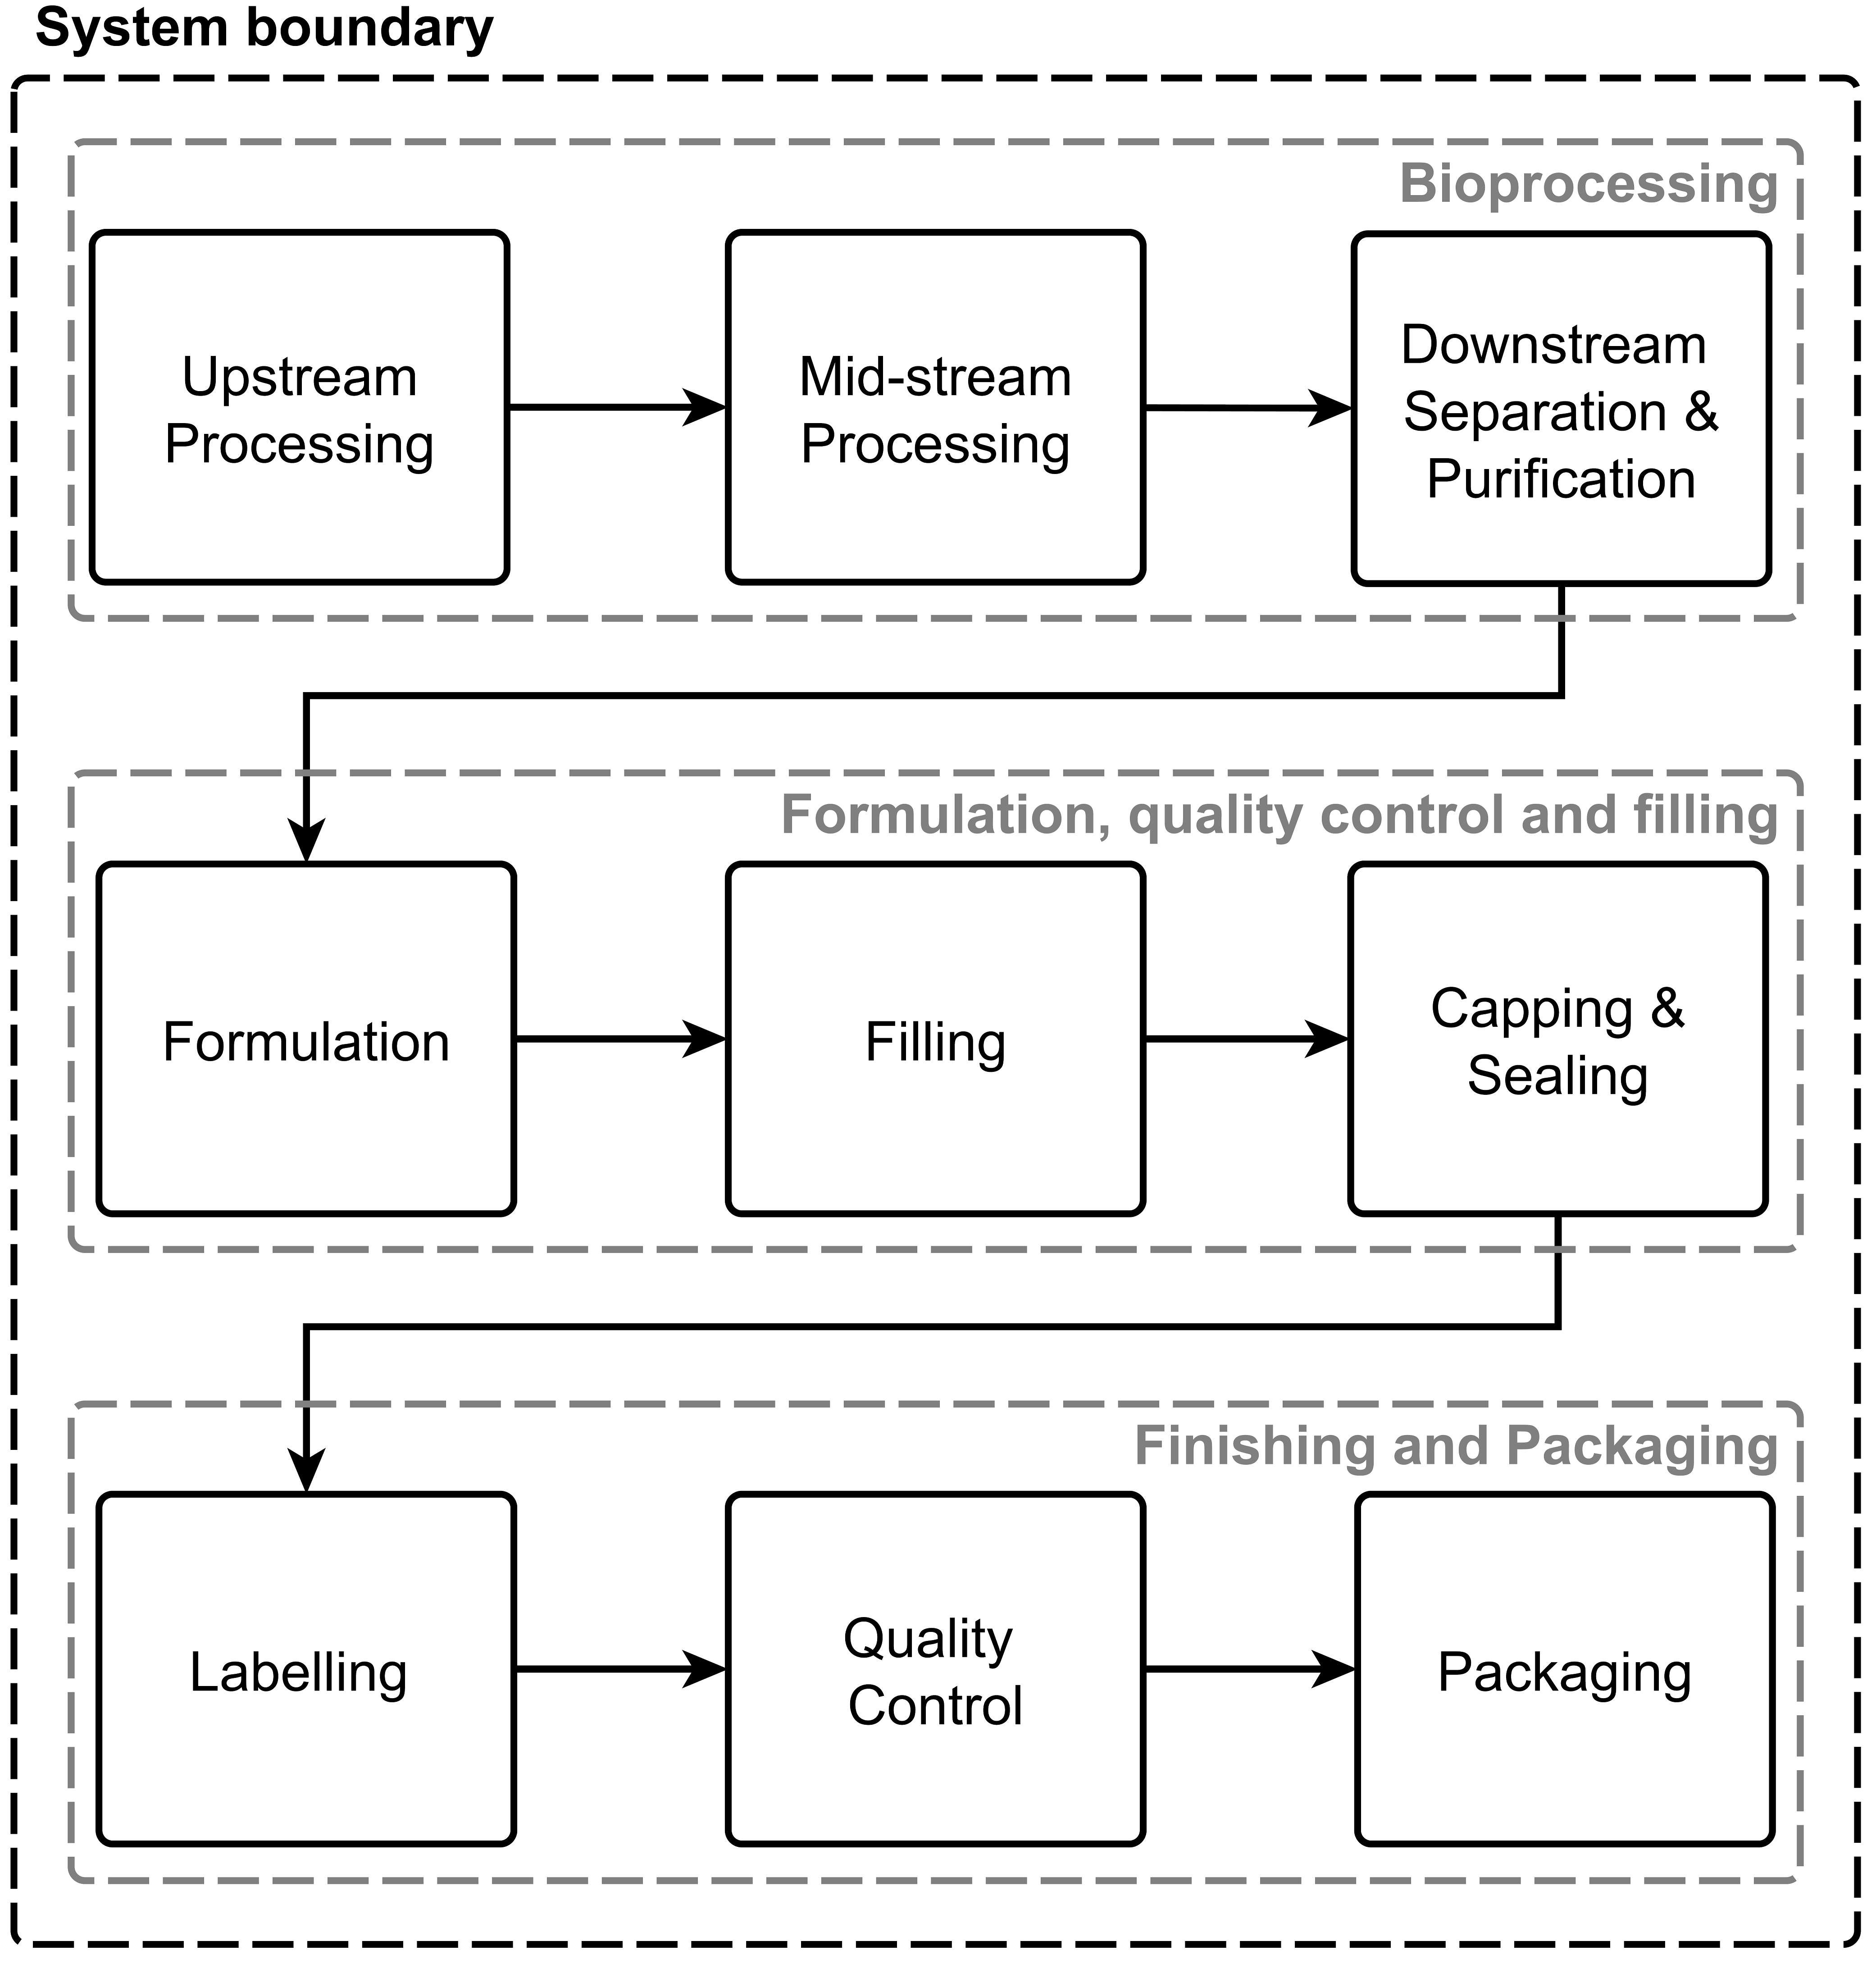 System boundary
Bioprocessing
Upstream
Processing
Mid-stream
Processing
Downstream
Separation &
Purification
Formulation, quality control and filling
Formulation
Filling
Capping &
Sealing
Finishing and Packaging
Labelling
Quality
Control
Packaging